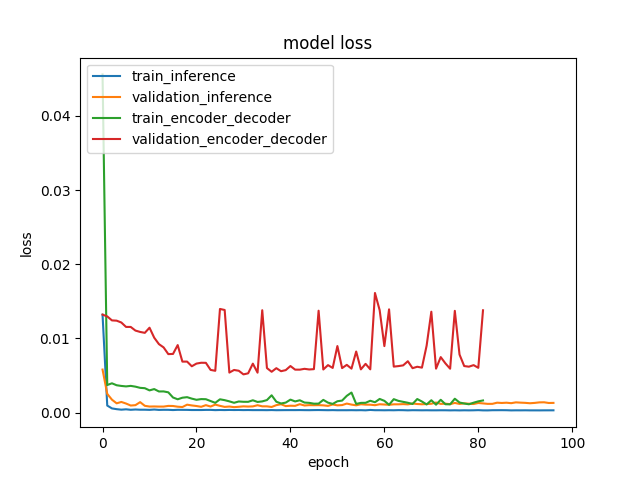 model loss
train_inference
validation_inference
train_encoder_decoder
validation_encoder_decoder
0.04
0.03
0.02
0.01
0.00
loss
0 20 40 60 80 100
epoch